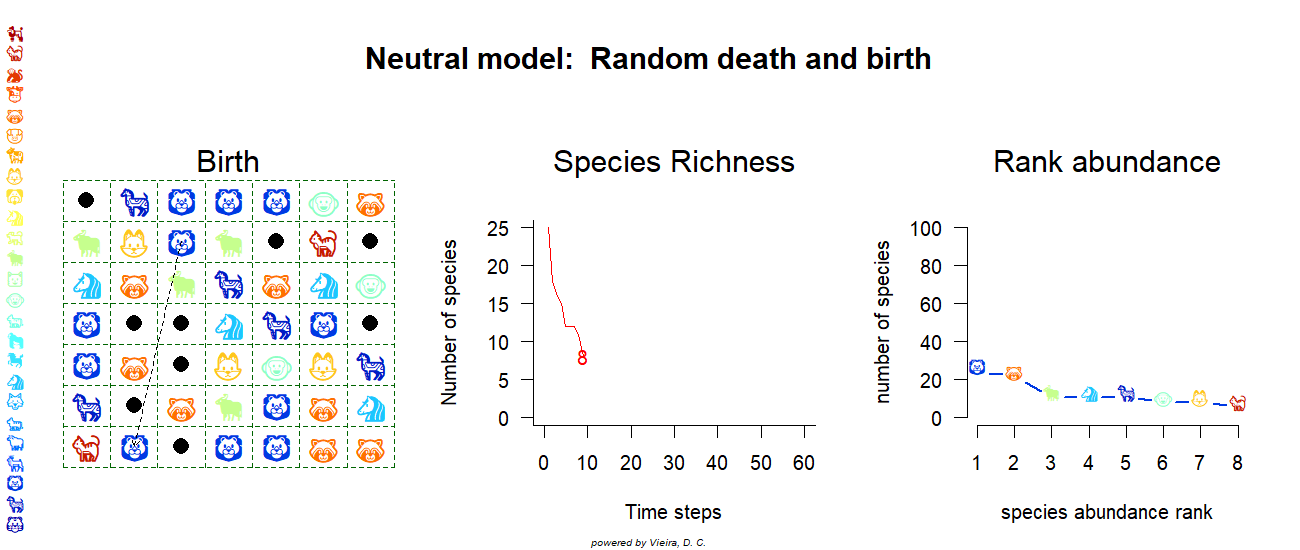 Neutral model:  Random death and birth
Birth
Species Richness
Rank abundance
Number of species
25
20
15
10
5
0
8
0 10 20 30 40 50 60
Time steps
number of species
100
80
60
40
20
0
1 2 3 4 5 6 7 8
species abundance rank
powered by Vieira, D. C.